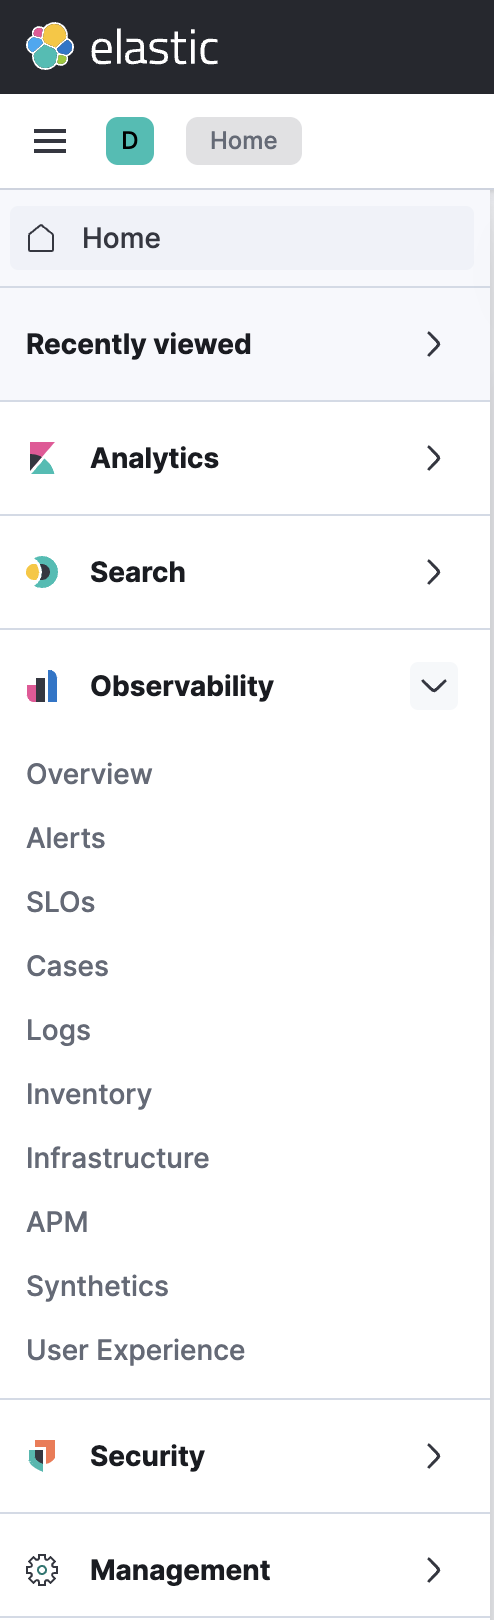 elastic
D Home
Home
Recently viewed
Analytics
Search
Observability
Overview
Alerts
SLOs
Cases
Logs
Inventory
Infrastructure
APM
Synthetics
User Experience
Security
Management